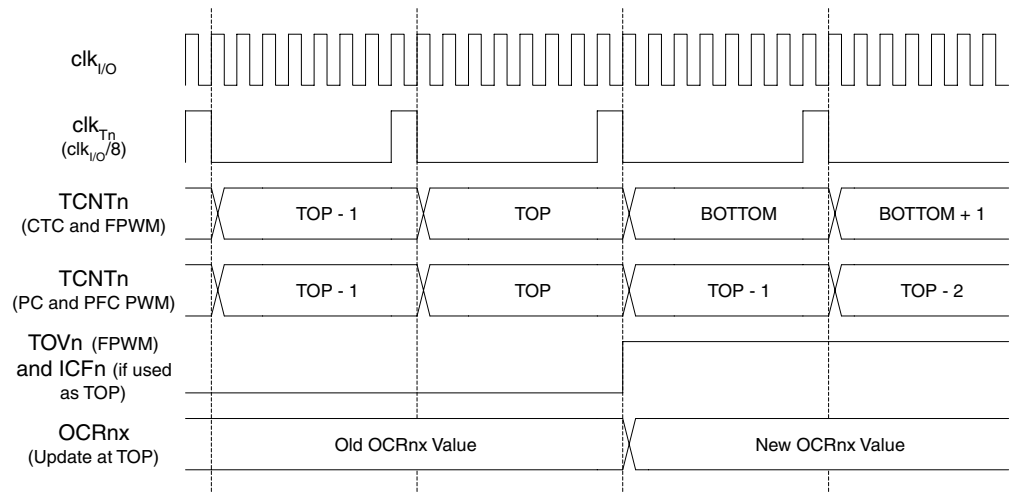 clkI/O
clkTn
(clkI/O/8)
TCNTn
(CTC and FPWM)
TOP - 1
TOP
BOTTOM
BOTTOM + 1
TCNTn
(PC and PFC PWM)
TOP - 1
TOP
TOP - 1
TOP - 2
TOVn (FPWM)
and ICFn (if used
as TOP)
OCRnx
(Update at TOP)
Old OCRnx Value
New OCRnx Value